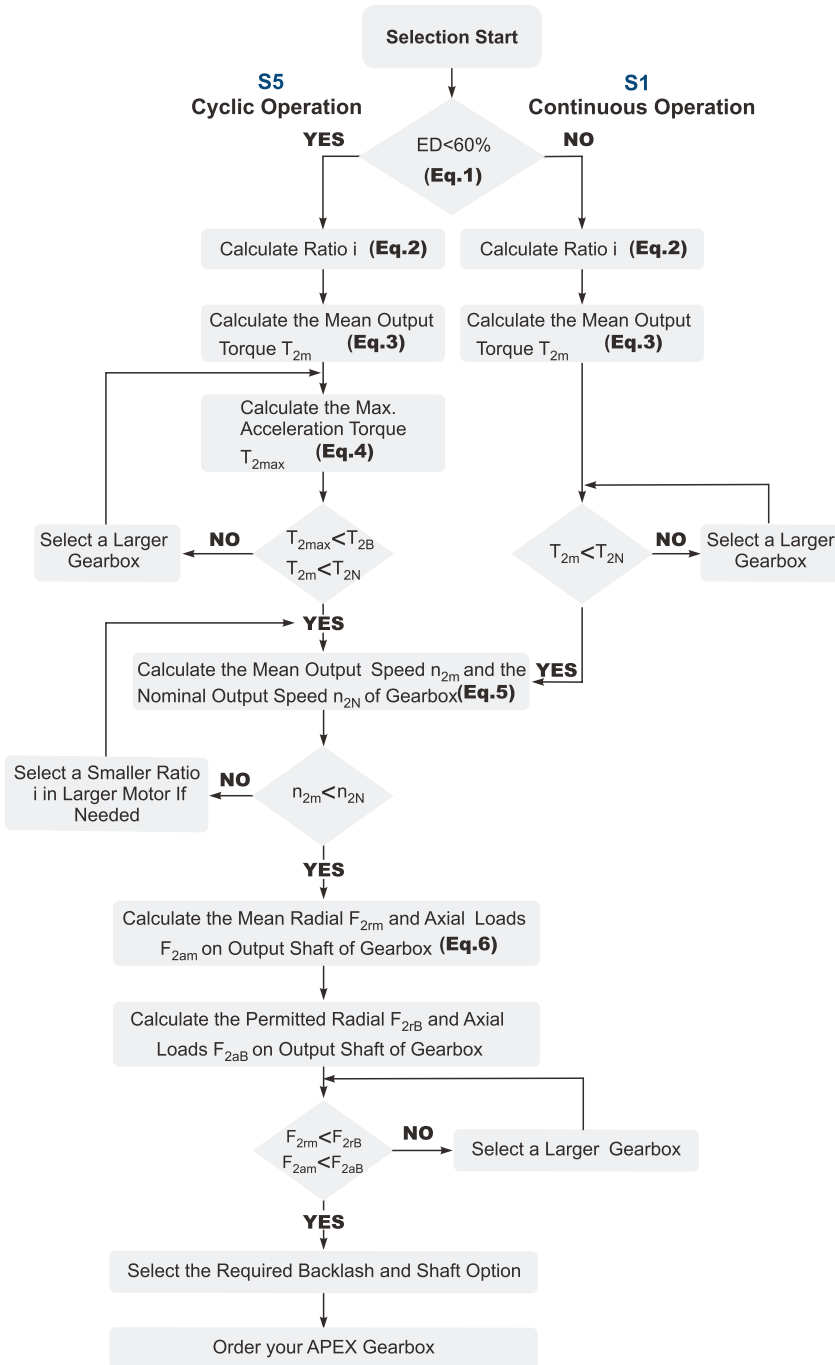 Selection Start
S5
Cyclic Operation
S1
Continuous Operation
YES
NO
ED<60%
(Eq.1)
Calculate Ratio i (Eq.2)
Calculate Ratio i (Eq.2)
Calculate the Mean Output
Torque T2m (Eq.3)
Calculate the Mean Output
Torque T2m (Eq.3)
Calculate the Max.
Acceleration Torque
T2max (Eq.4)
Select a Larger
Gearbox
NO
T2max<T2B
T2m<T2N
T2m<T2N
NO
Select a Larger
Gearbox
YES
Calculate the Mean Output Speed n2m and the
Nominal Output Speed n2N of Gearbox(Eq.5)
YES
Select a Smaller Ratio
i in Larger Motor If
Needed
NO
n2m<n2N
YES
Calculate the Mean Radial F2rm and Axial Loads
F2am on Output Shaft of Gearbox (Eq.6)
Calculate the Permitted Radial F2rB and Axial
Loads F2aB on Output Shaft of Gearbox
F2rm<F2rB
F2am<F2aB
NO
Select a Larger Gearbox
YES
Select the Required Backlash and Shaft Option
Order your APEX Gearbox